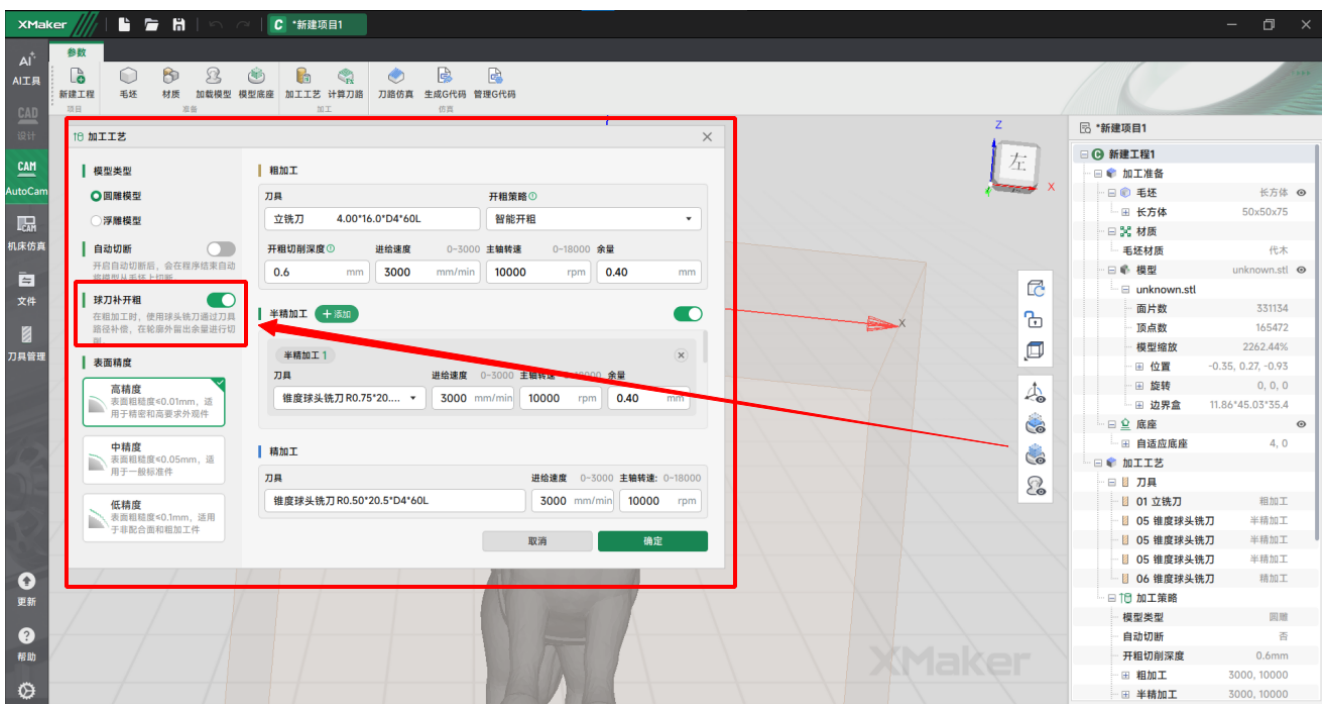 XMaker
*新建项目1
AI
AI工具
CAD
设计
CAM
AutoCam
CAM
机床仿真
文件
刀具管理
更新
帮助
参数
新建工程
毛坯
材质
加载模型
模型底座
加工工艺
计算刀路
刀路仿真
生成G代码
管理G代码
项目
准备
加工
仿真
加工工艺
模型类型
圆雕模型
浮雕模型
自动切断
开启自动切断后，会在程序结束自动
球刀补开粗
在粗加工时，使用球头铣刀通过刀具
路径补偿，在轮廓外留出余量进行切
表面精度
高精度
表面粗糙度<0.01mm，适
用于精密和高要求外观件
中精度
表面粗糙度<0.05mm，适
用于一般标准件
低精度
表面粗糙度<0.1mm，适用
于非配合面和粗加工件
粗加工
刀具
开粗策略
立铣刀 4.00*16.0*D4*60L
智能开粗
开粗切削深度 进给速度 0-3000 主轴转速 0-18000 余量
0.6 mm 3000 mm/min 10000 rpm 0.40 mm
半精加工 +添加
半精加工 1
刀具 进给速度 0-3000 主轴转速 余量
锥度球头铣刀 R0.75*20.... 3000 mm/min 10000 rpm 0.40 mm
精加工
刀具 进给速度 0-3000 主轴转速: 0-18000
锥度球头铣刀 R0.50*20.5*D4*60L 3000 mm/min 10000 rpm
取消
确定
Z
左
X
X
XMaker
*新建项目1
新建工程1
加工准备
毛坯 长方体
长方体 50x50x75
材质
毛坯材质 代木
模型 unknown.stl
unknown.stl
面片数 331134
顶点数 165472
模型缩放 2262.44%
位置 -0.35, 0.27, -0.93
旋转 0, 0, 0
边界盒 11.86*45.03*35.4
底座
自适应底座 4, 0
加工工艺
刀具
01 立铣刀 粗加工
05 锥度球头铣刀 半精加工
05 锥度球头铣刀 半精加工
05 锥度球头铣刀 半精加工
06 锥度球头铣刀 精加工
加工策略
模型类型 圆雕
自动切断 否
开粗切削深度 0.6mm
粗加工 3000, 10000
半精加工 3000, 10000